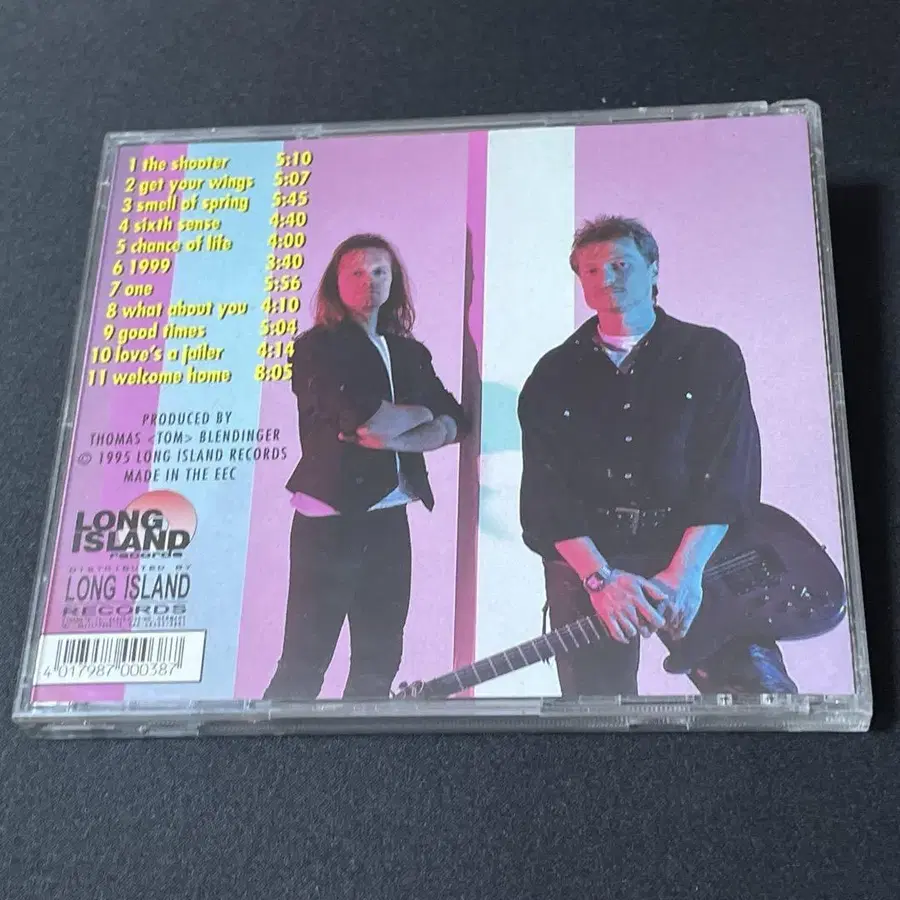 1 the shooter 5:10
2 get your wings 5:07
3 smell of spring 5:45
4 sixth sense 4:40
5 chance of life 4:00
6 1999 3:40
7 one 5:56
8 what about you 4:10
9 good times 5:04
10 love's a jailer 4:14
11 welcome home 8:05
PRODUCED BY
THOMAS <TOM> BLENDINGER
© 1995 LONG ISLAND RECORDS
MADE IN THE EEC
LONG
ISLAND
records
DISTRIBUTED BY
LONG ISLAND
RECORDS
4 017987 000387